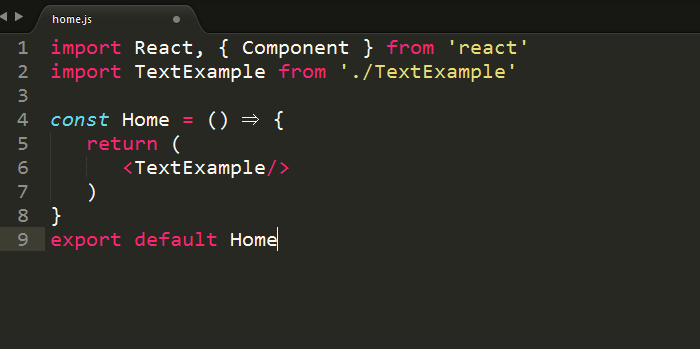 home.js
1 import React, { Component } from 'react'
2 import TextExample from './TextExample'
3
4 const Home = () => {
5    return (
6       <TextExample/>
7    )
8 }
9 export default Home